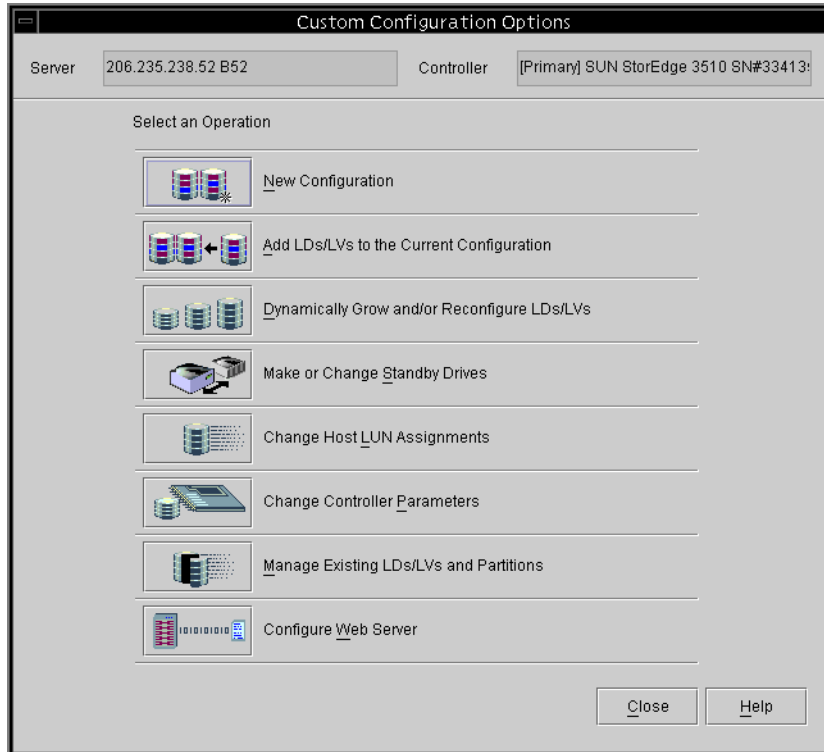 Custom Configuration Options
Server 206.235.238.52 B52 Controller [Primary] SUN StorEdge 3510 SN#33413
Select an Operation
New Configuration
Add LDs/LVs to the Current Configuration
Dynamically Grow and/or Reconfigure LDs/LVs
Make or Change Standby Drives
Change Host LUN Assignments
Change Controller Parameters
Manage Existing LDs/LVs and Partitions
10101010
Configure Web Server
Close Help